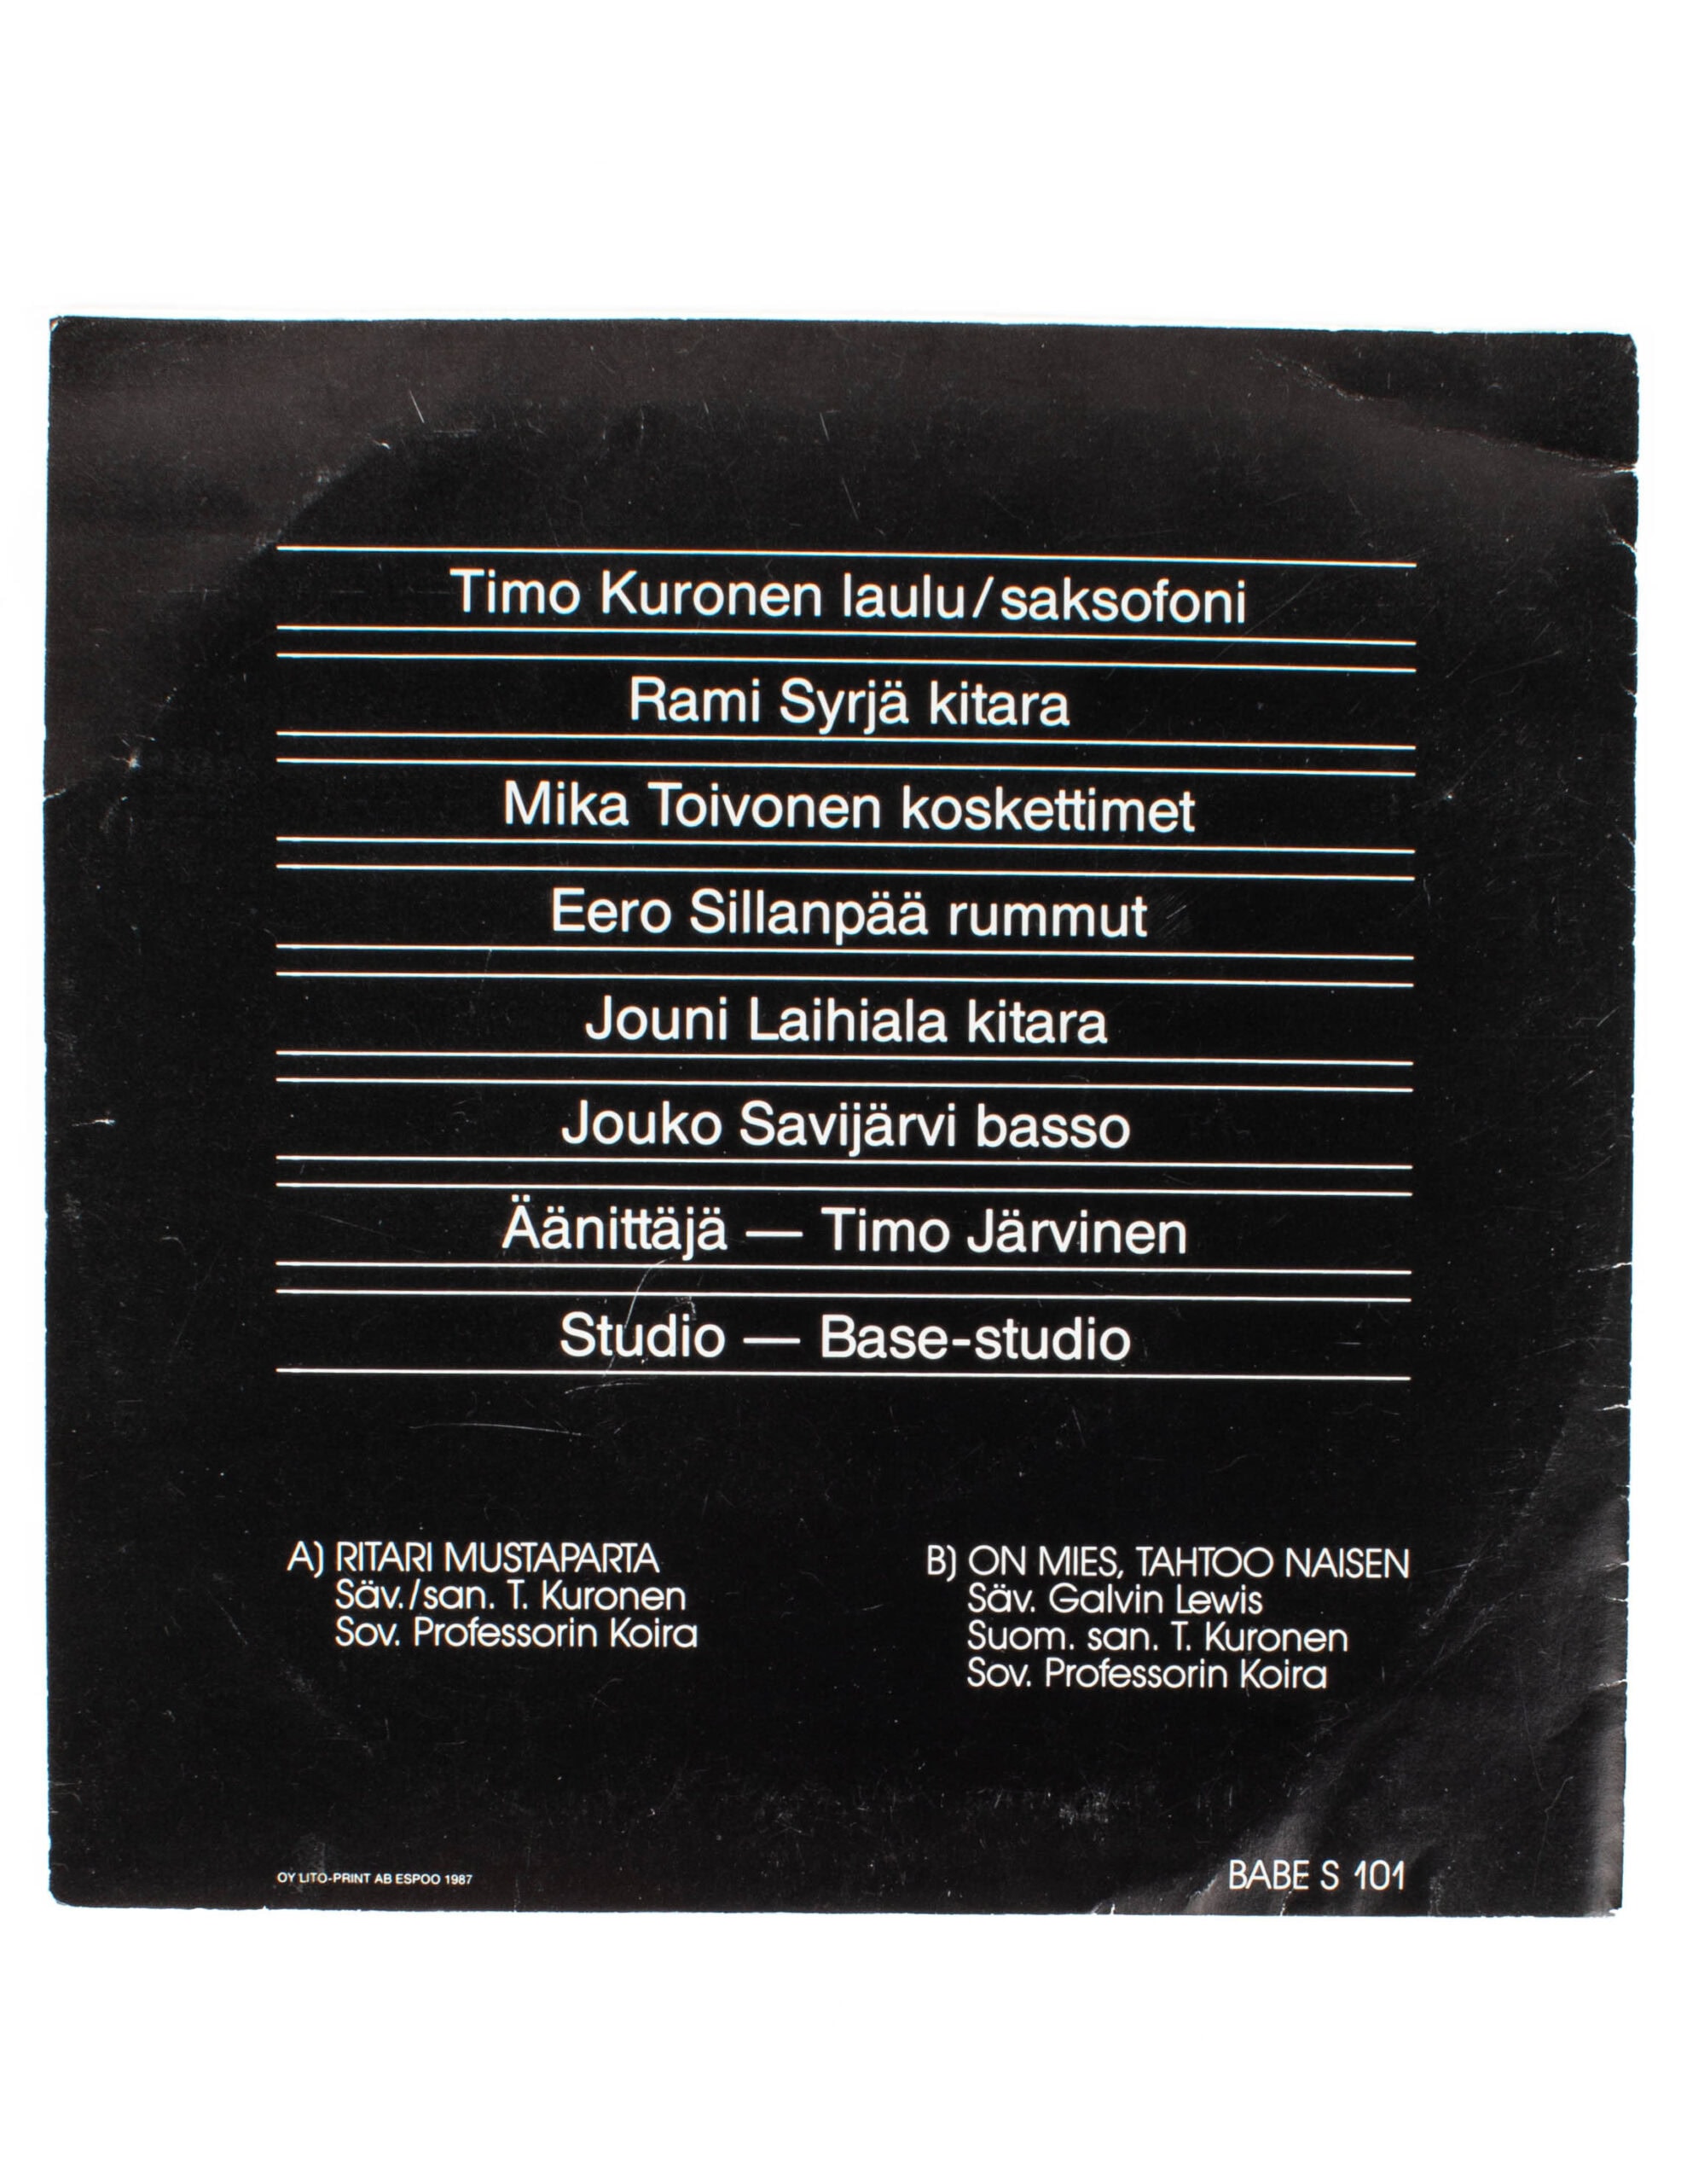 Timo Kuronen laulu/saksofoni
Rami Syrjä kitara
Mika Toivonen koskettimet
Eero Sillanpää rummut
Jouni Laihiala kitara
Jouko Savijärvi basso
Äänittäjä — Timo Järvinen
Studio — Base-studio
A) RITARI MUSTAPARTA
Säv./san. T. Kuronen
Sov. Professorin Koira
B) ON MIES, TAHTOO NAISEN
Säv. Galvin Lewis
Suom. san. T. Kuronen
Sov. Professorin Koira
OY LITO-PRINT AB ESPOO 1987
BABE S 101